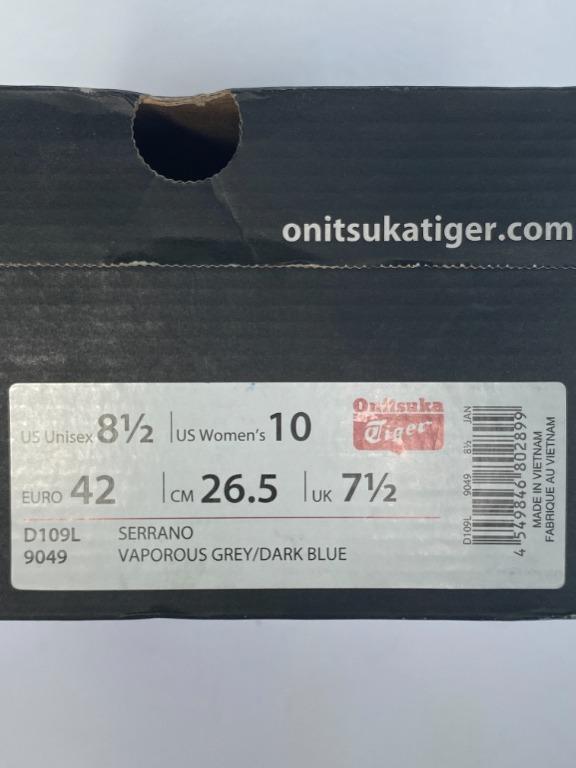 onitsukatiger.com
US Unisex 8½ US Women's 10
Onitsuka
Tiger
EURO 42 CM 26.5 UK 7½
D109L SERRANO
9049 VAPOROUS GREY/DARK BLUE
D109L 9049 8½ JAN
4549846802899
MADE IN VIETNAM
FABRIQUE AU VIETNAM